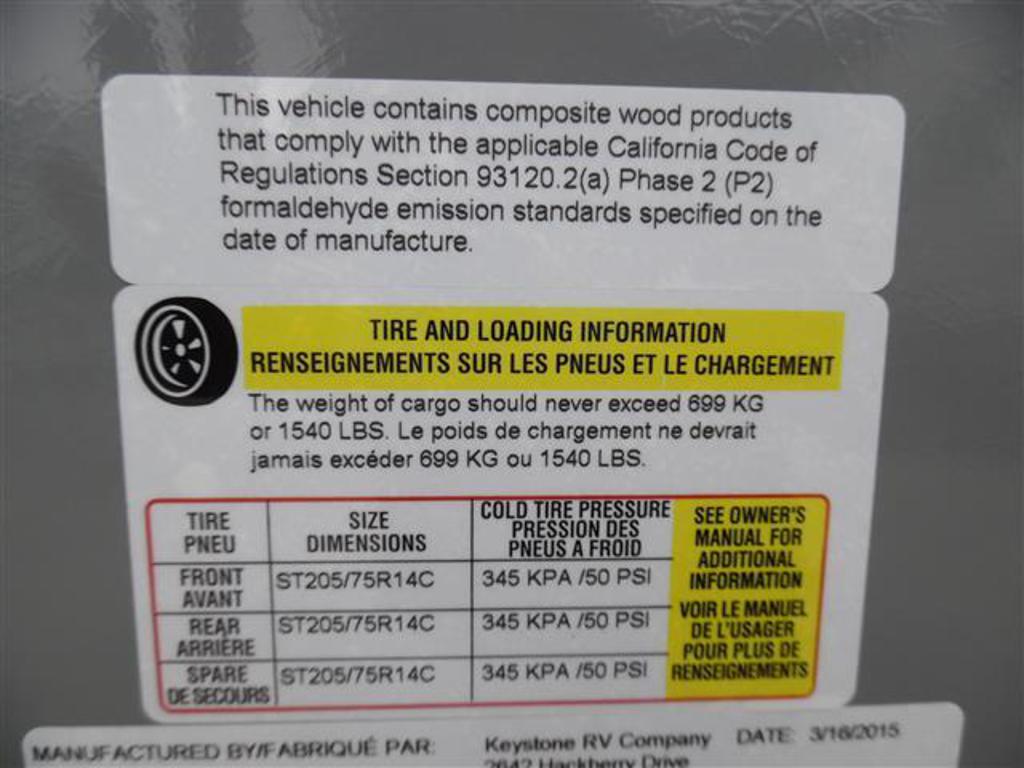 This vehicle contains composite wood products
that comply with the applicable California Code of
Regulations Section 93120.2(a) Phase 2 (P2)
formaldehyde emission standards specified on the
date of manufacture.
TIRE AND LOADING INFORMATION
RENSEIGNEMENTS SUR LES PNEUS ET LE CHARGEMENT
The weight of cargo should never exceed 699 KG
or 1540 LBS. Le poids de chargement ne devrait
jamais excéder 699 KG ou 1540 LBS.
TIRE
PNEU
SIZE
DIMENSIONS
COLD TIRE PRESSURE
PRESSION DES
PNEUS A FROID
FRONT
AVANT
ST205/75R14C
345 KPA /50 PSI
REAR
ARRIÈRE
ST205/75R14C
345 KPA /50 PSI
SPARE
DE SECOURS
ST205/75R14C
345 KPA /50 PSI
SEE OWNER'S
MANUAL FOR
ADDITIONAL
INFORMATION
VOIR LE MANUEL
DE L'USAGER
POUR PLUS DE
RENSEIGNEMENTS
MANUFACTURED BY/FABRIQUÉ PAR: Keystone RV Company DATE: 3/16/2015
2642 Hackberry Drive